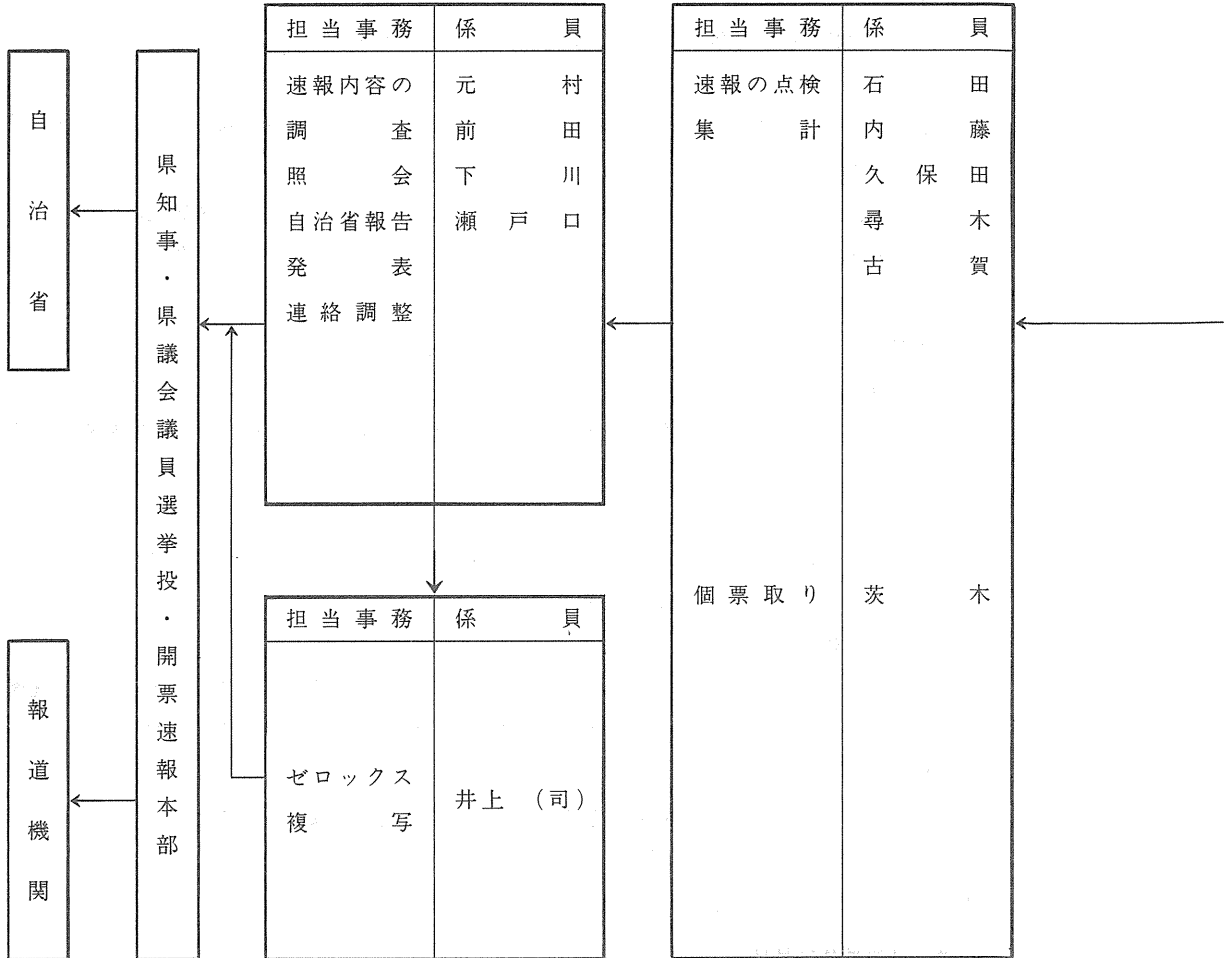 自治省
報道機関
県知事・県議会議員選挙投・開票速報本部
担当事務 係員
速報内容の 元村
調査 前田
照会 下川
自治省報告 瀬戸口
発表
連絡調整
担当事務 係員
ゼロックス
複写
井上(司)
担当事務 係員
速報の点検 石田
集計 内藤
久保田
尋木
古賀
個票取り 茨木